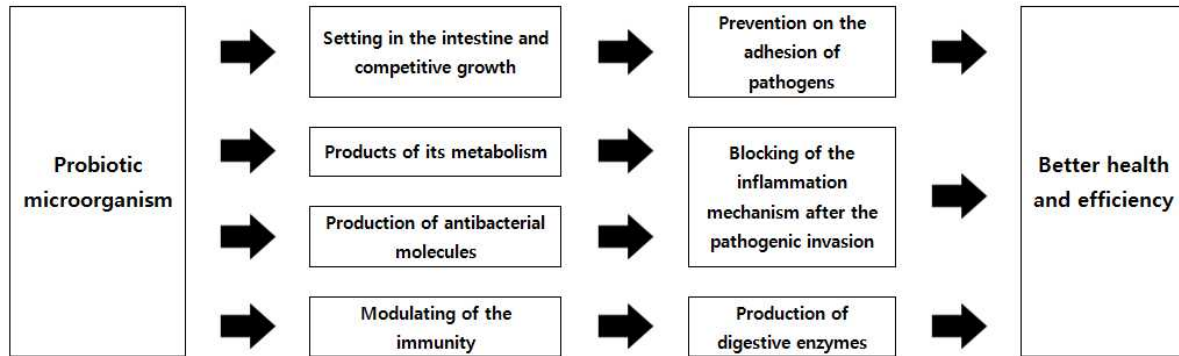 Probiotic
microorganism
Setting in the intestine and
competitive growth
Products of its metabolism
Production of antibacterial
molecules
Modulating of the
immunity
Prevention on the
adhesion of
pathogens
Blocking of the
inflammation
mechanism after the
pathogenic invasion
Production of
digestive enzymes
Better health
and efficiency